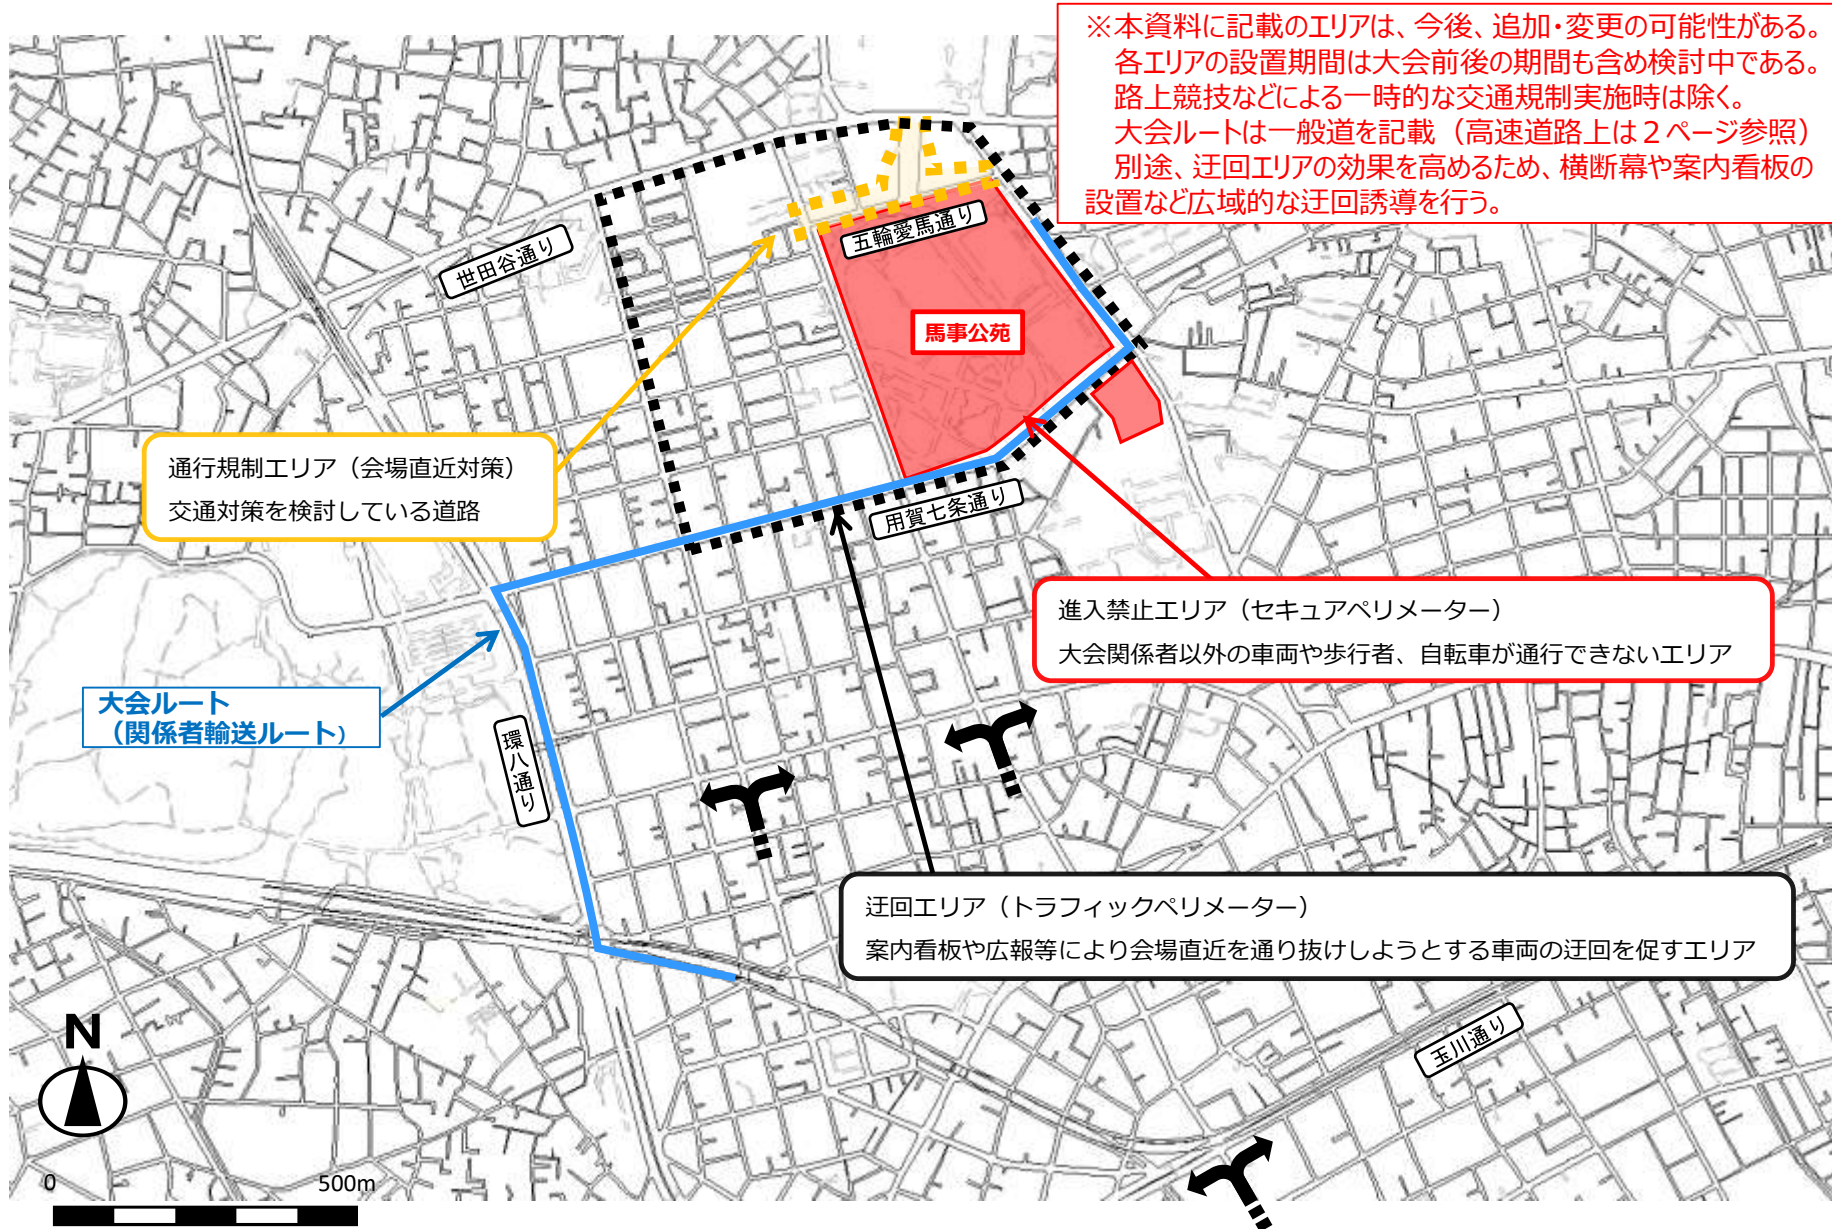 ※本資料に記載のエリアは、今後、追加・変更の可能性がある。
各エリアの設置期間は大会前後の期間も含め検討中である。
路上競技などによる一時的な交通規制実施時は除く。
大会ルートは一般道を記載（高速道路上は２ページ参照）
別途、迂回エリアの効果を高めるため、横断幕や案内看板の
設置など広域的な迂回誘導を行う。
世田谷通り
五輪愛馬通り
馬事公苑
通行規制エリア（会場直近対策）
交通対策を検討している道路
用賀七条通り
進入禁止エリア（セキュアペリメーター）
大会関係者以外の車両や歩行者、自転車が通行できないエリア
大会ルート
（関係者輸送ルート）
環八通り
迂回エリア（トラフィックペリメーター）
案内看板や広報等により会場直近を通り抜けしようとする車両の迂回を促すエリア
玉川通り
N
0 500m